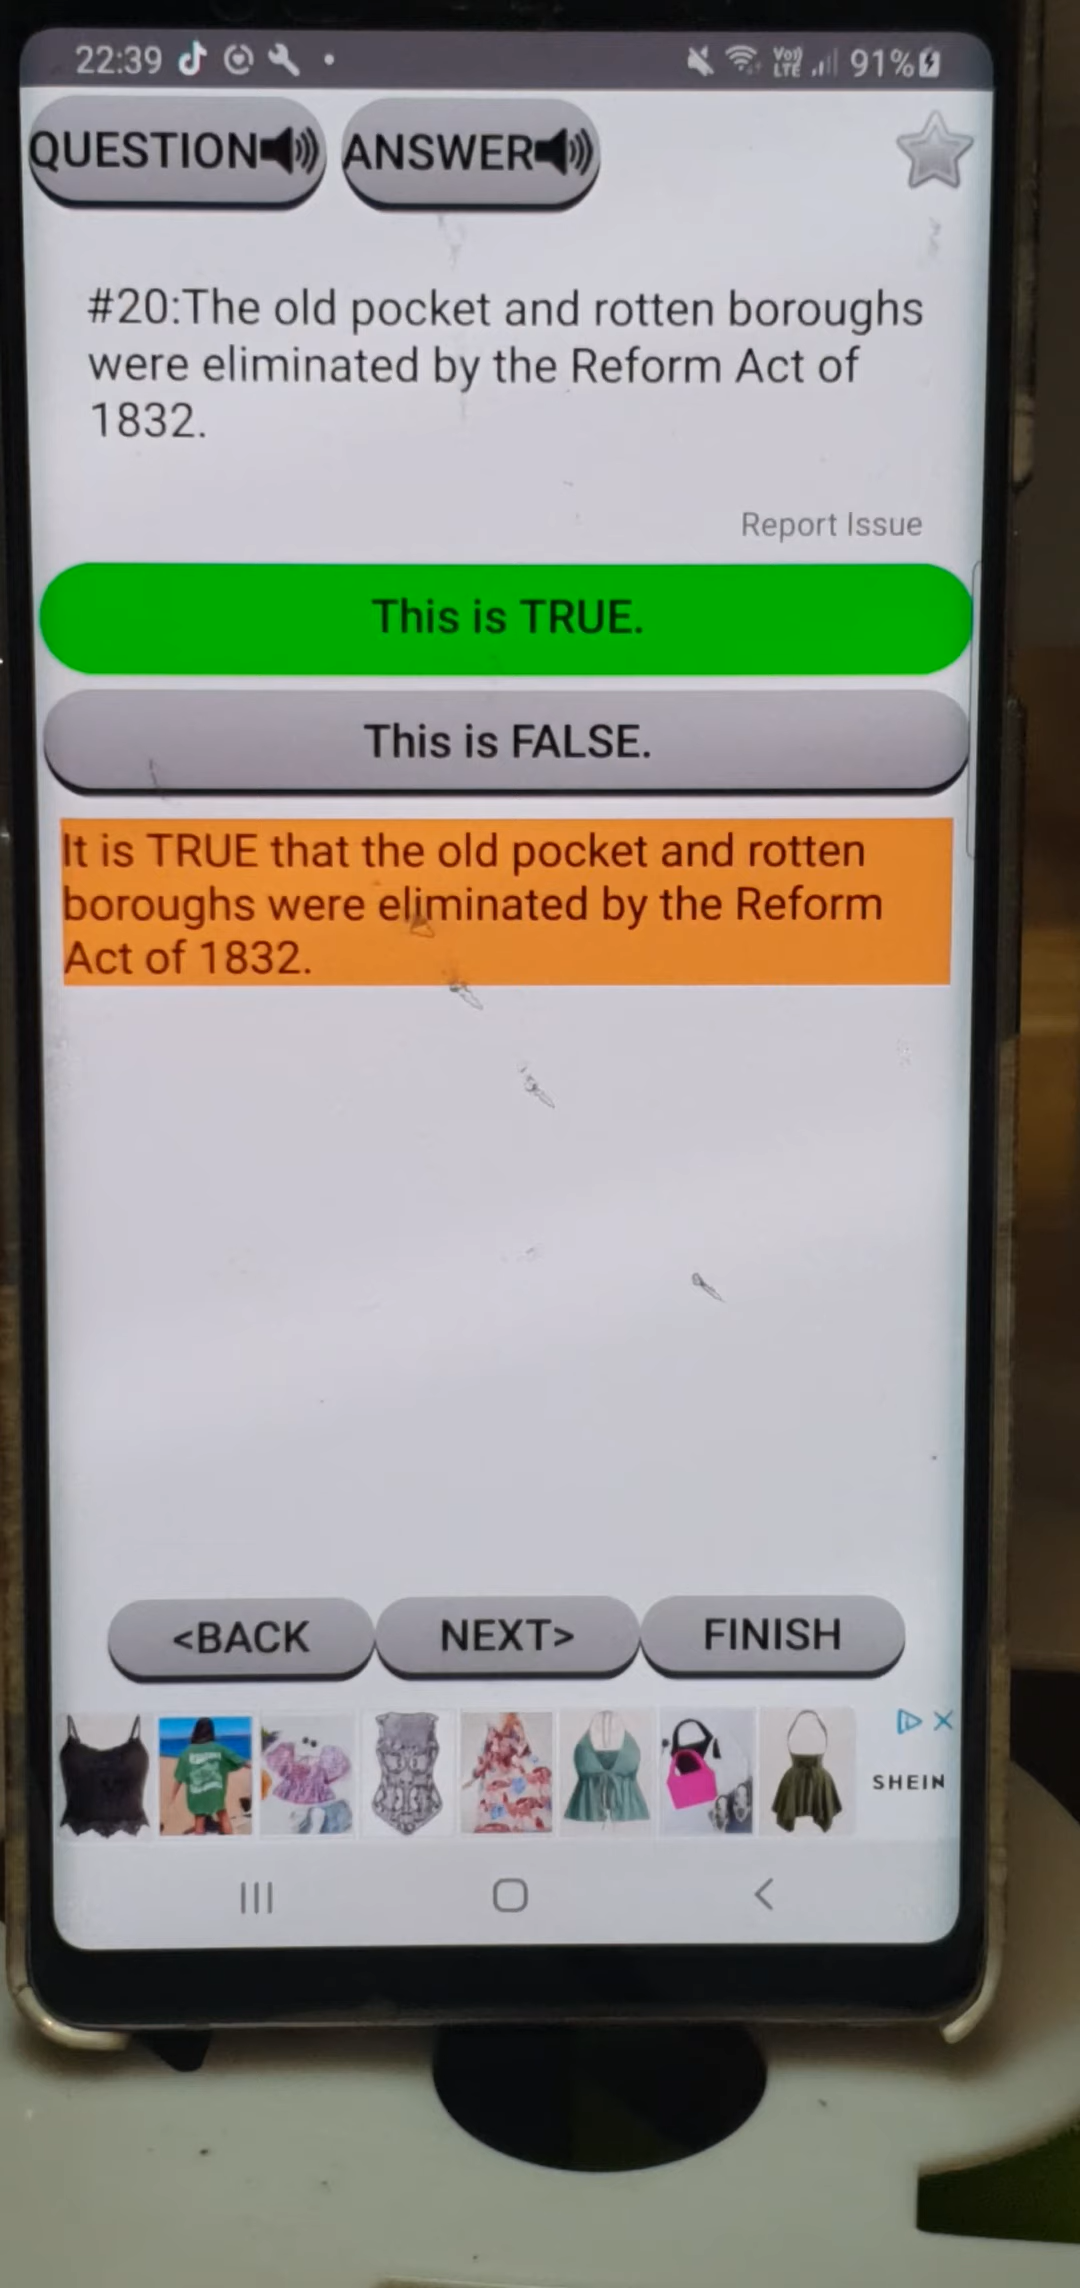 22:39 Vo)) LTE 91%
QUESTION ANSWER
#20:The old pocket and rotten boroughs
were eliminated by the Reform Act of
1832.
Report Issue
This is TRUE.
This is FALSE.
It is TRUE that the old pocket and rotten
boroughs were eliminated by the Reform
Act of 1832.
<BACK NEXT> FINISH
SHEIN